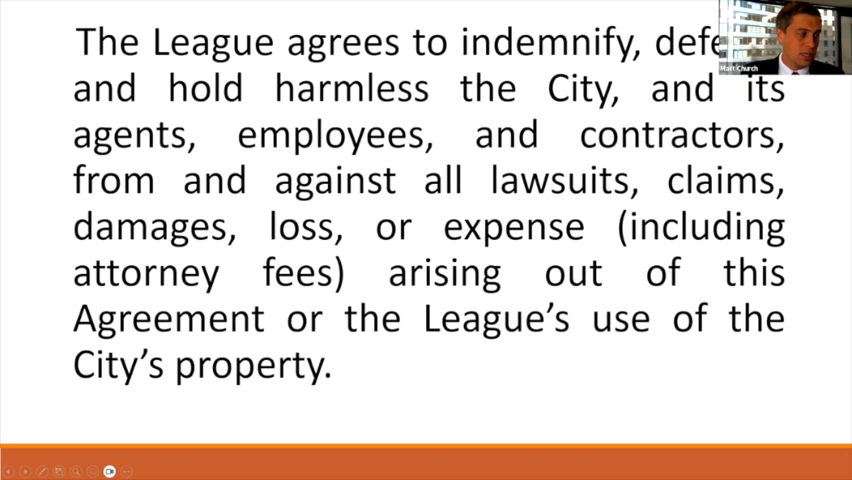 The League agrees to indemnify,
and hold harmless the City, and its
agents, employees, and contractors,
from and against all lawsuits, claims,
damages, loss, or expense (including
attorney fees) arising out of this
Agreement or the League’s use of the
City’s property.
Matt Church